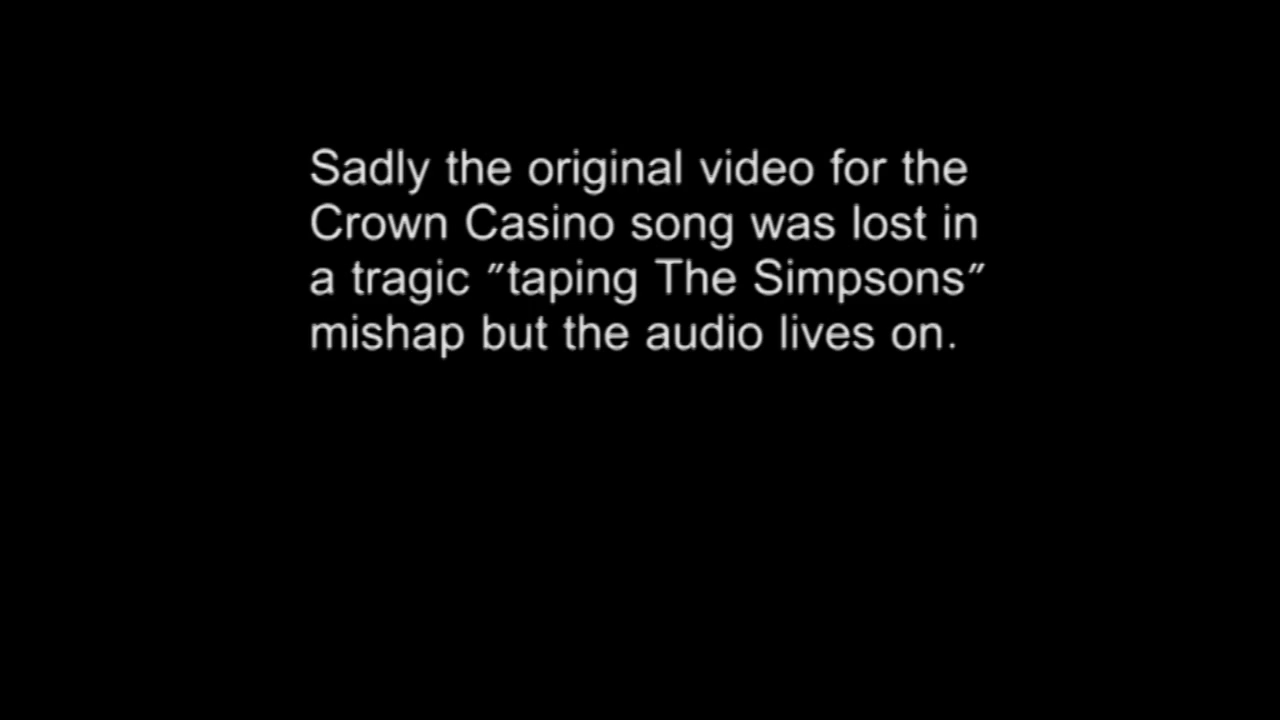 Sadly the original video for the
Crown Casino song was lost in
a tragic "taping The Simpsons"
mishap but the audio lives on.